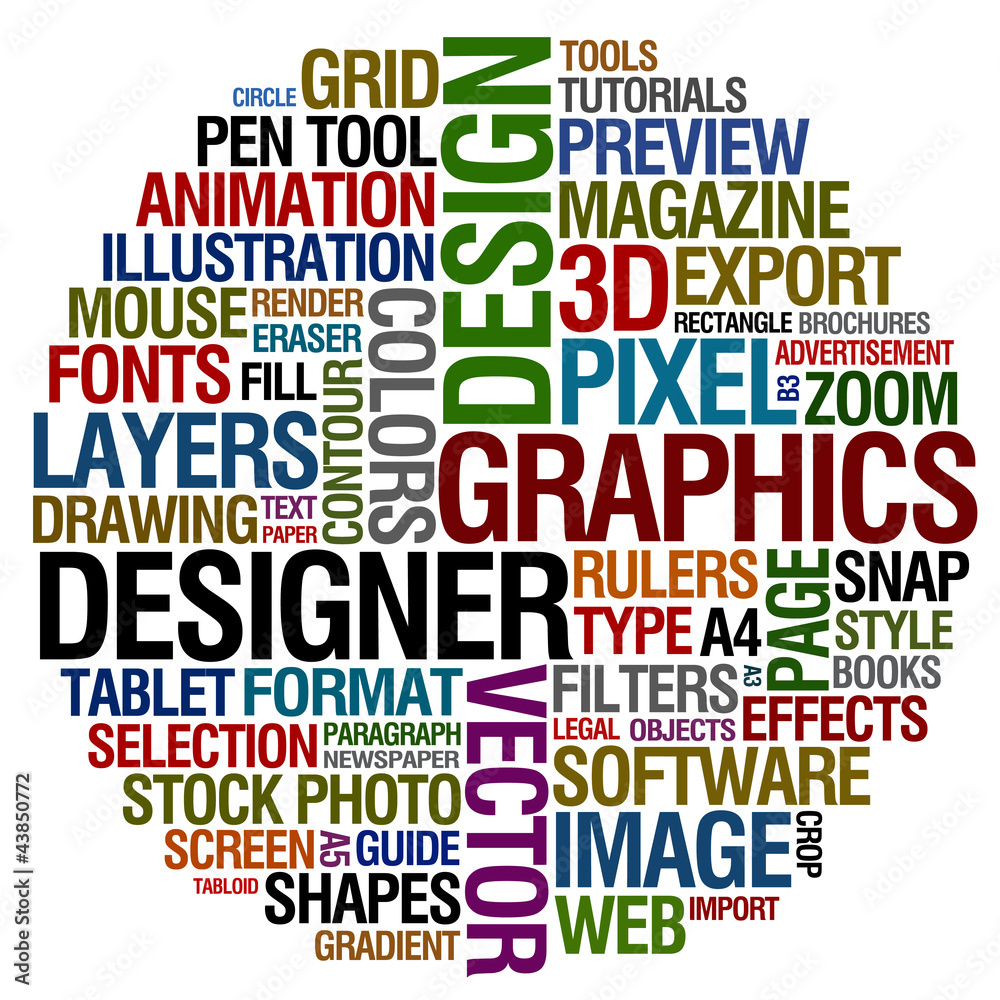 TOOLS
GRID
CIRCLE
TUTORIALS
PEN TOOL
PREVIEW
DESIGN
ANIMATION
MAGAZINE
ILLUSTRATION
3D
EXPORT
MOUSE
RENDER
RECTANGLE
BROCHURES
ERASER
COLORS
FONTS
FILL
PIXEL
ADVERTISEMENT
B3
ZOOM
CONTOUR
LAYERS
GRAPHICS
DRAWING
TEXT
PAPER
DESIGNER
RULERS
PAGE
SNAP
TYPE
A4
STYLE
TABLET
FORMAT
VECTOR
FILTERS
A3
BOOKS
SELECTION
PARAGRAPH
NEWSPAPER
LEGAL
OBJECTS
EFFECTS
STOCK PHOTO
SOFTWARE
SCREEN
A5
GUIDE
IMAGE
CROP
TABLOID
SHAPES
WEB
IMPORT
GRADIENT
Adobe Stock | #43850772